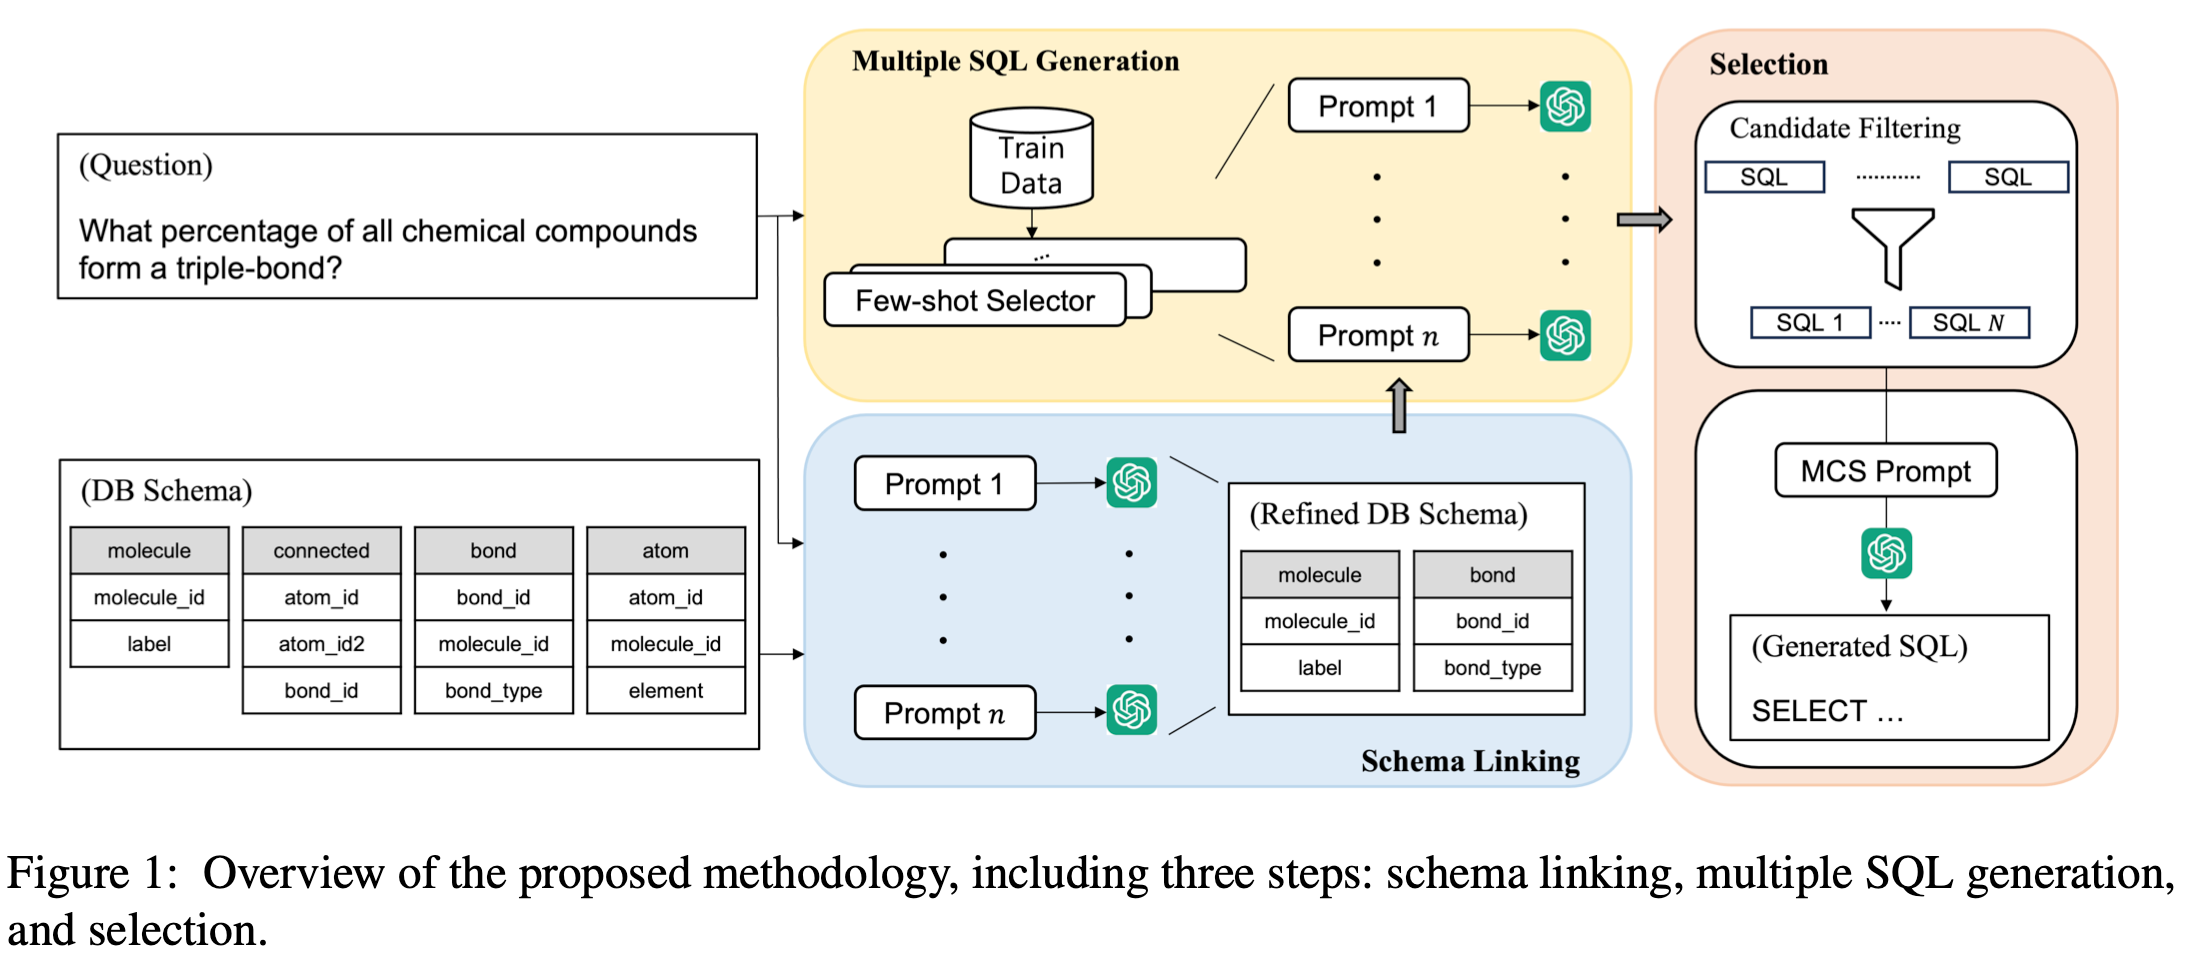 (Question)
What percentage of all chemical compounds
form a triple-bond?
(DB Schema)
molecule
molecule_id
label
connected
atom_id
atom_id2
bond_id
bond
bond_id
molecule_id
bond_type
atom
atom_id
molecule_id
element
Multiple SQL Generation
Train
Data
...
Few-shot Selector
Prompt 1
Prompt n
Prompt 1
Prompt n
(Refined DB Schema)
molecule
molecule_id
label
bond
bond_id
bond_type
Schema Linking
Selection
Candidate Filtering
SQL ........... SQL
SQL 1 .... SQL N
MCS Prompt
(Generated SQL)
SELECT ...
Figure 1: Overview of the proposed methodology, including three steps: schema linking, multiple SQL generation,
and selection.